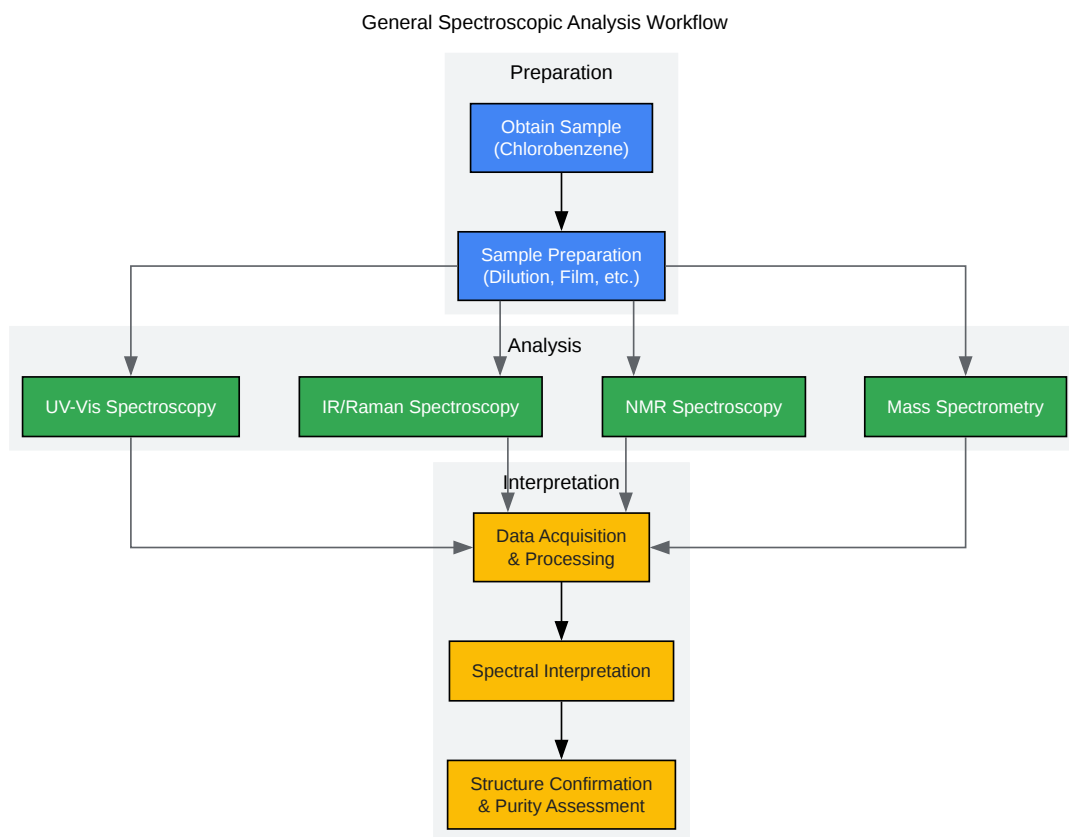 General Spectroscopic Analysis Workflow
Preparation
Obtain Sample
(Chlorobenzene)
Sample Preparation
(Dilution, Film, etc.)
Analysis
UV-Vis Spectroscopy
IR/Raman Spectroscopy
NMR Spectroscopy
Mass Spectrometry
Interpretation
Data Acquisition
& Processing
Spectral Interpretation
Structure Confirmation
& Purity Assessment